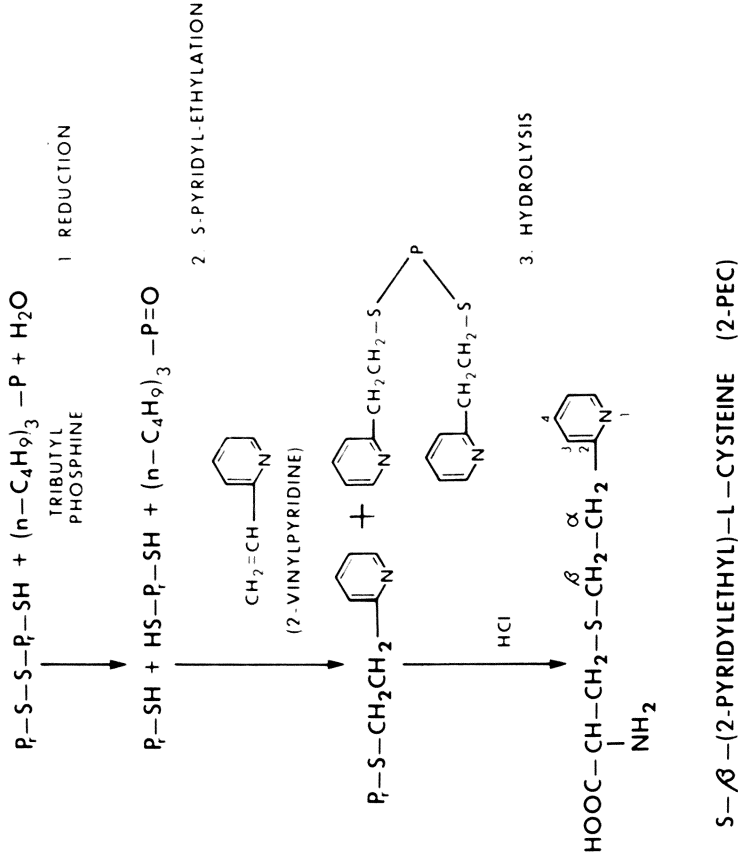 Pr–S–S–Pr–SH + (n–C4H9)3 –P + H2O
TRIBUTYL
PHOSPHINE
1 REDUCTION
Pr–SH + HS–Pr–SH + (n–C4H9)3 –P=O
2. S-PYRIDYL-ETHYLATION
CH2=CH
N
(2-VINYLPYRIDINE)
Pr–S–CH2CH2
N
+
N
CH2CH2–S
N
CH2CH2–S
P
HCl
3. HYDROLYSIS
HOOC–CH–CH2–S–CH2–CH2
NH2
β α
4
3
2
N
1
S–β–(2-PYRIDYLETHYL)–L–CYSTEINE (2-PEC)